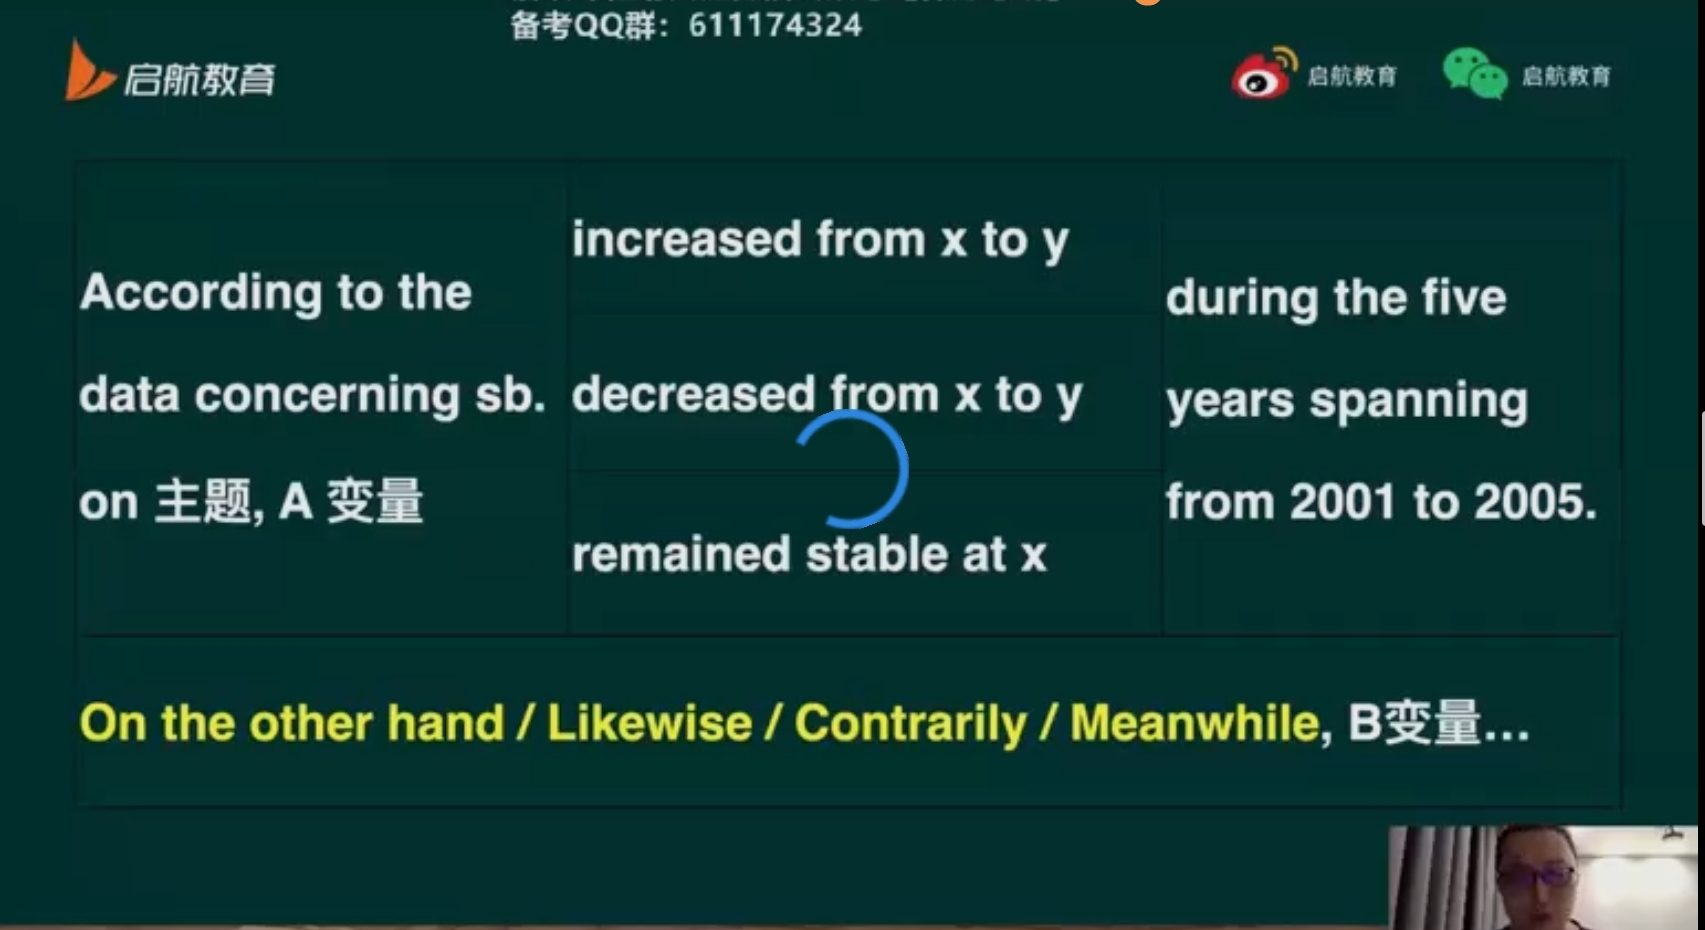 备考QQ群：611174324
启航教育
启航教育
启航教育
According to the
data concerning sb.
on 主题, A 变量
increased from x to y
decreased from x to y
remained stable at x
during the five
years spanning
from 2001 to 2005.
On the other hand / Likewise / Contrarily / Meanwhile, B变量...